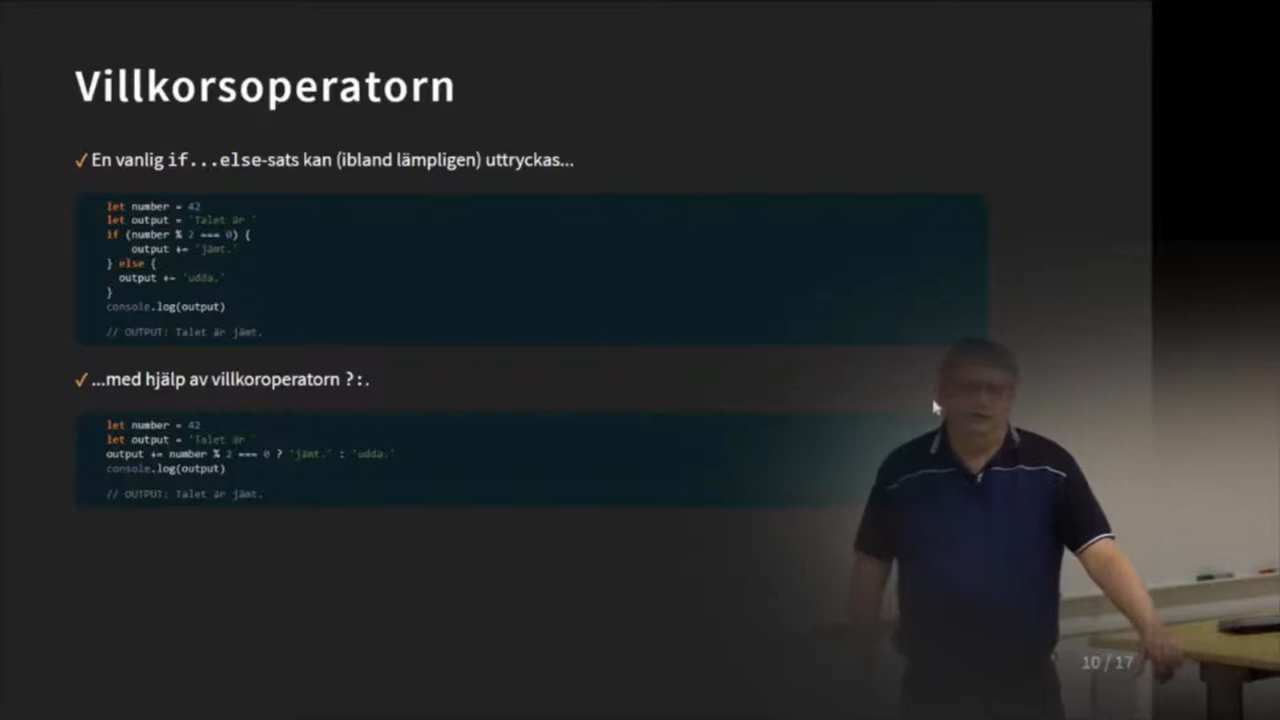 Villkorsoperatorn
✓ En vanlig if...else-sats kan (ibland lämpligen) uttryckas...
let number = 42
let output = 'Talet är '
if (number % 2 === 0) {
output += 'jämt.'
} else {
output += 'udda.'
}
console.log(output)
// OUTPUT: Talet är jämt.
✓ ...med hjälp av villkoroperatorn ?:.
let number = 42
let output = 'Talet är '
output += number % 2 === 0 ? 'jämt.' : 'udda.'
console.log(output)
// OUTPUT: Talet är jämt.
10 / 17